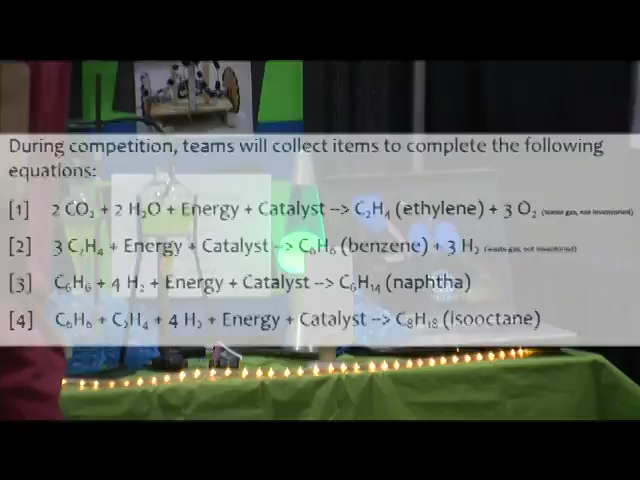 During competition, teams will collect items to complete the following
equations:
[1] 2 CO₂ + 2 H₂O + Energy + Catalyst --> C₂H₄ (ethylene) + 3 O₂ (waste gas, not inventoried)
[2] 3 C₂H₄ + Energy + Catalyst --> C₆H₆ (benzene) + 3 H₂ (waste gas, not inventoried)
[3] C₆H₆ + 4 H₂ + Energy + Catalyst --> C₆H₁₄ (naphtha)
[4] C₆H₆ + C₂H₄ + 4 H₂ + Energy + Catalyst --> C₈H₁₈ (Isooctane)